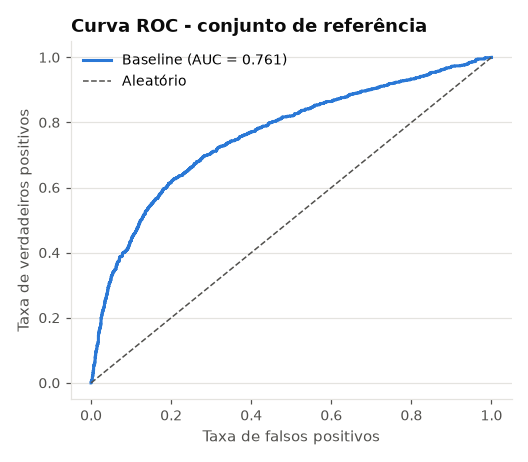 Curva ROC - conjunto de referência
Baseline (AUC = 0.761)
Aleatório
Taxa de verdadeiros positivos
1.0
0.8
0.6
0.4
0.2
0.0
0.0 0.2 0.4 0.6 0.8 1.0
Taxa de falsos positivos